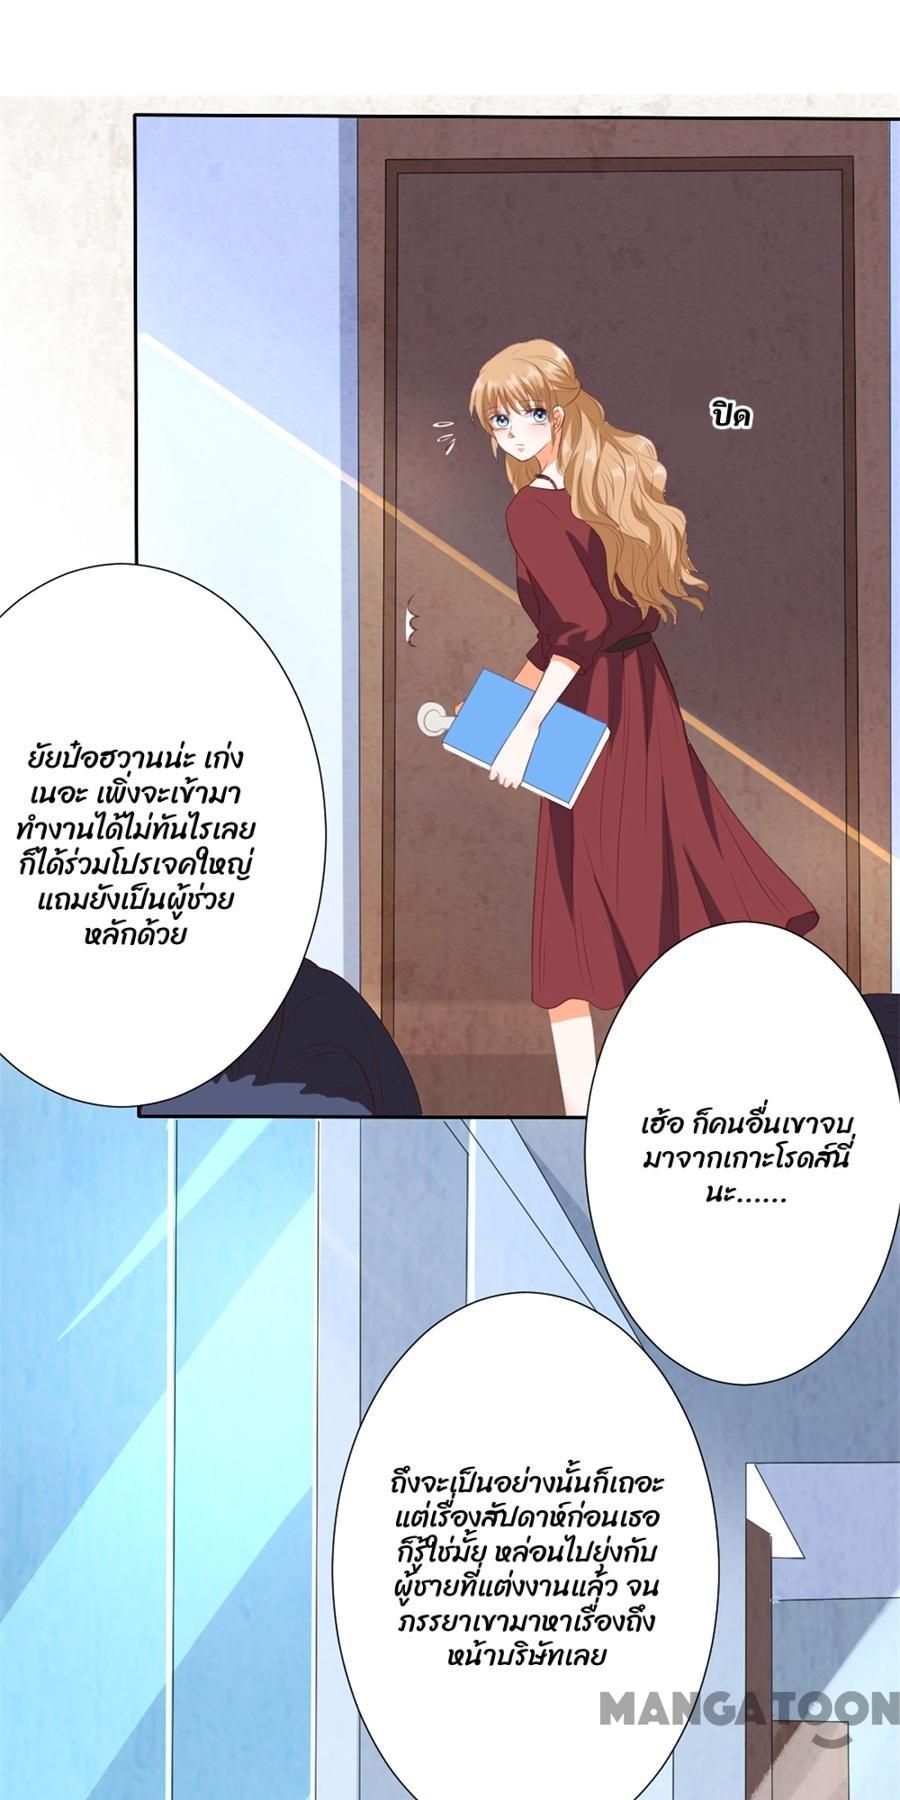 ปิด
ยัยป๋อฮวานน่ะ เก่ง
เนอะ เพิ่งจะเข้ามา
ทำงานได้ไม่ทันไรเลย
ก็ได้ร่วมโปรเจคใหญ่
แถมยังเป็นผู้ช่วย
หลักด้วย
เฮ้อ ก็คนอื่นเขาจบ
มาจากเกาะโรดส์นี่
นะ......
ถึงจะเป็นอย่างนั้นก็เถอะ
แต่เรื่องสัปดาห์ก่อนเธอ
ก็รู้ใช่มั้ย หล่อนไปยุ่งกับ
ผู้ชายที่แต่งงานแล้ว จน
ภรรยาเขามาหาเรื่องถึง
หน้าบริษัทเลย
MANGATOON